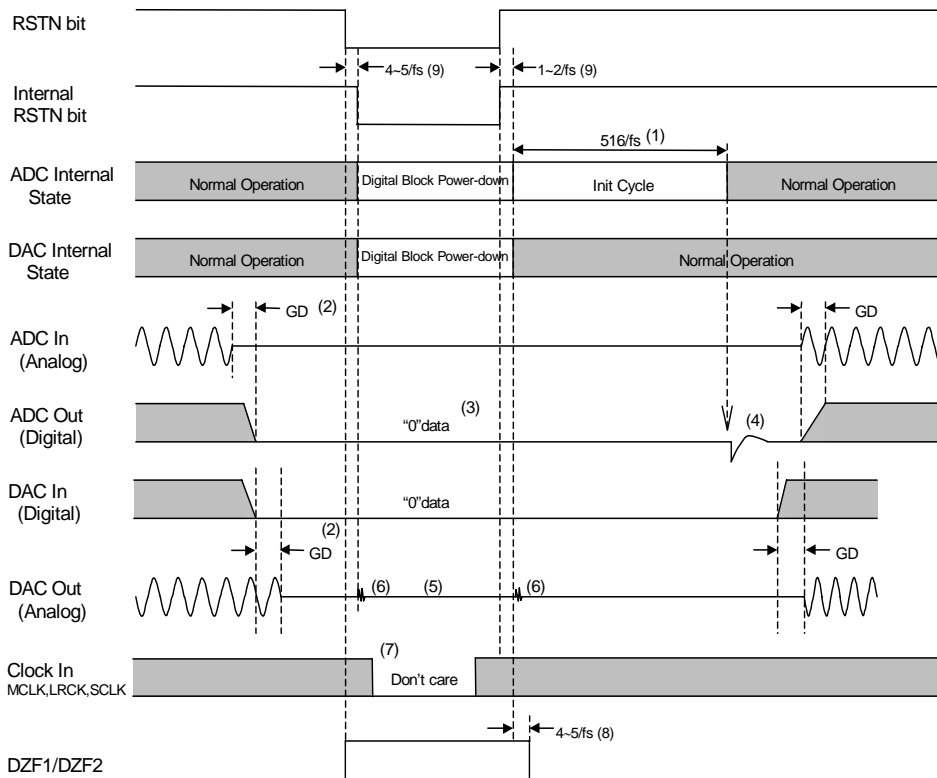 RSTN bit
4~5/fs (9)
1~2/fs (9)
Internal
RSTN bit
516/fs (1)
ADC Internal
State
Normal Operation
Digital Block Power-down
Init Cycle
Normal Operation
DAC Internal
State
Normal Operation
Digital Block Power-down
Normal Operation
GD (2)
GD
ADC In
(Analog)
ADC Out
(Digital)
“0”data
(3)
(4)
DAC In
(Digital)
“0”data
(2)
GD
GD
DAC Out
(Analog)
(6)
(5)
(6)
Clock In
MCLK,LRCK,SCLK
(7)
Don't care
4~5/fs (8)
DZF1/DZF2